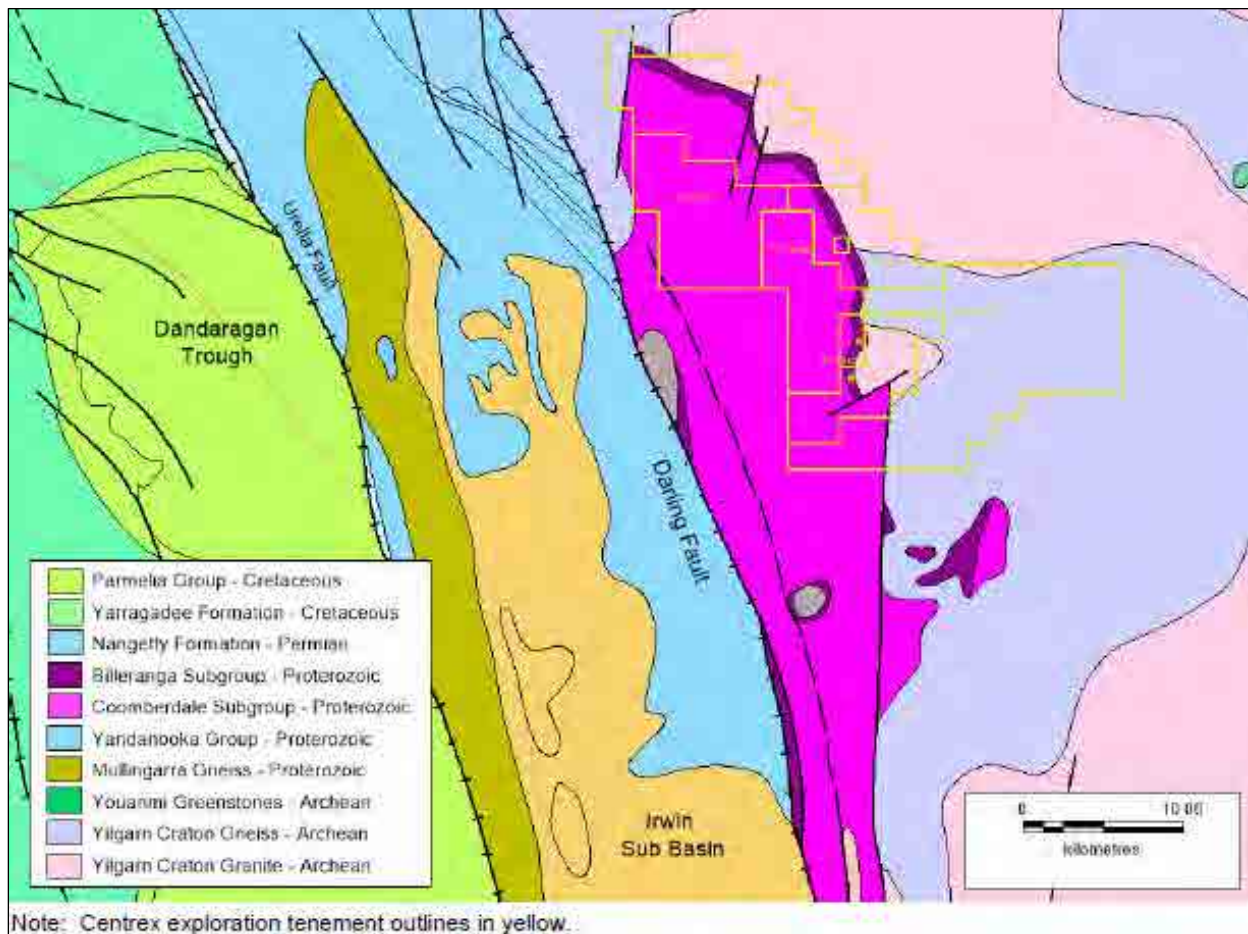 Urella Fault
Dandaragan
Trough
Darling Fault
Irwin
Sub Basin
Parmelia Group - Cretaceous
Yarragadee Formation - Cretaceous
Nangetty Formation - Permian
Billeranga Subgroup - Proterozoic
Coomberdale Subgroup - Proterozoic
Yandanooka Group - Proterozoic
Mullingarra Gneiss - Proterozoic
Youanmi Greenstones - Archean
Yilgarn Craton Gneiss - Archean
Yilgarn Craton Granite - Archean
0 10.00
kilometres
Note: Centrex exploration tenement outlines in yellow.